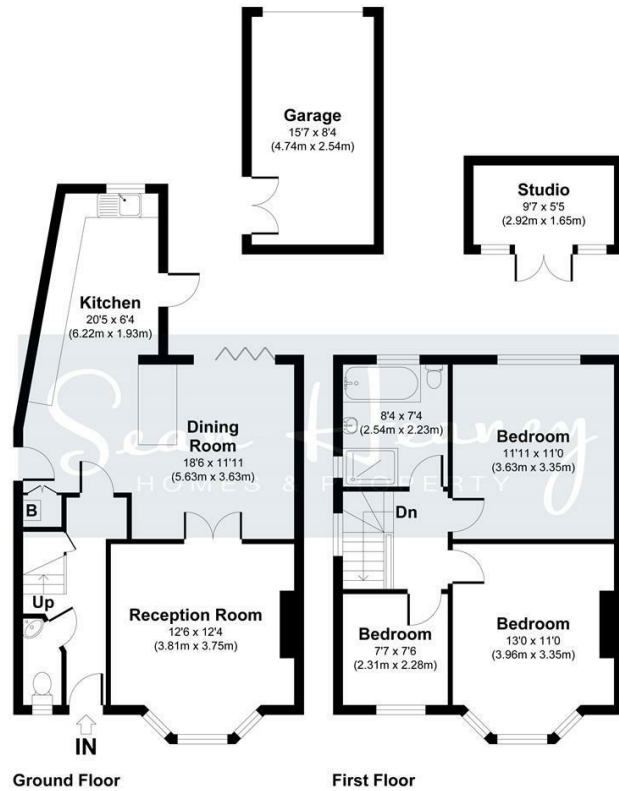 Garage
15'7 x 8'4
(4.74m x 2.54m)
Studio
9'7 x 5'5
(2.92m x 1.65m)
Kitchen
20'5 x 6'4
(6.22m x 1.93m)
Dining
Room
18'6 x 11'11
(5.63m x 3.63m)
8'4 x 7'4
(2.54m x 2.23m)
Bedroom
11'11 x 11'0
(3.63m x 3.35m)
Sean Heaney
HOMES & PROPERTY
B
Dn
Up
Reception Room
12'6 x 12'4
(3.81m x 3.75m)
Bedroom
7'7 x 7'6
(2.31m x 2.28m)
Bedroom
13'0 x 11'0
(3.96m x 3.35m)
IN
Ground Floor
First Floor